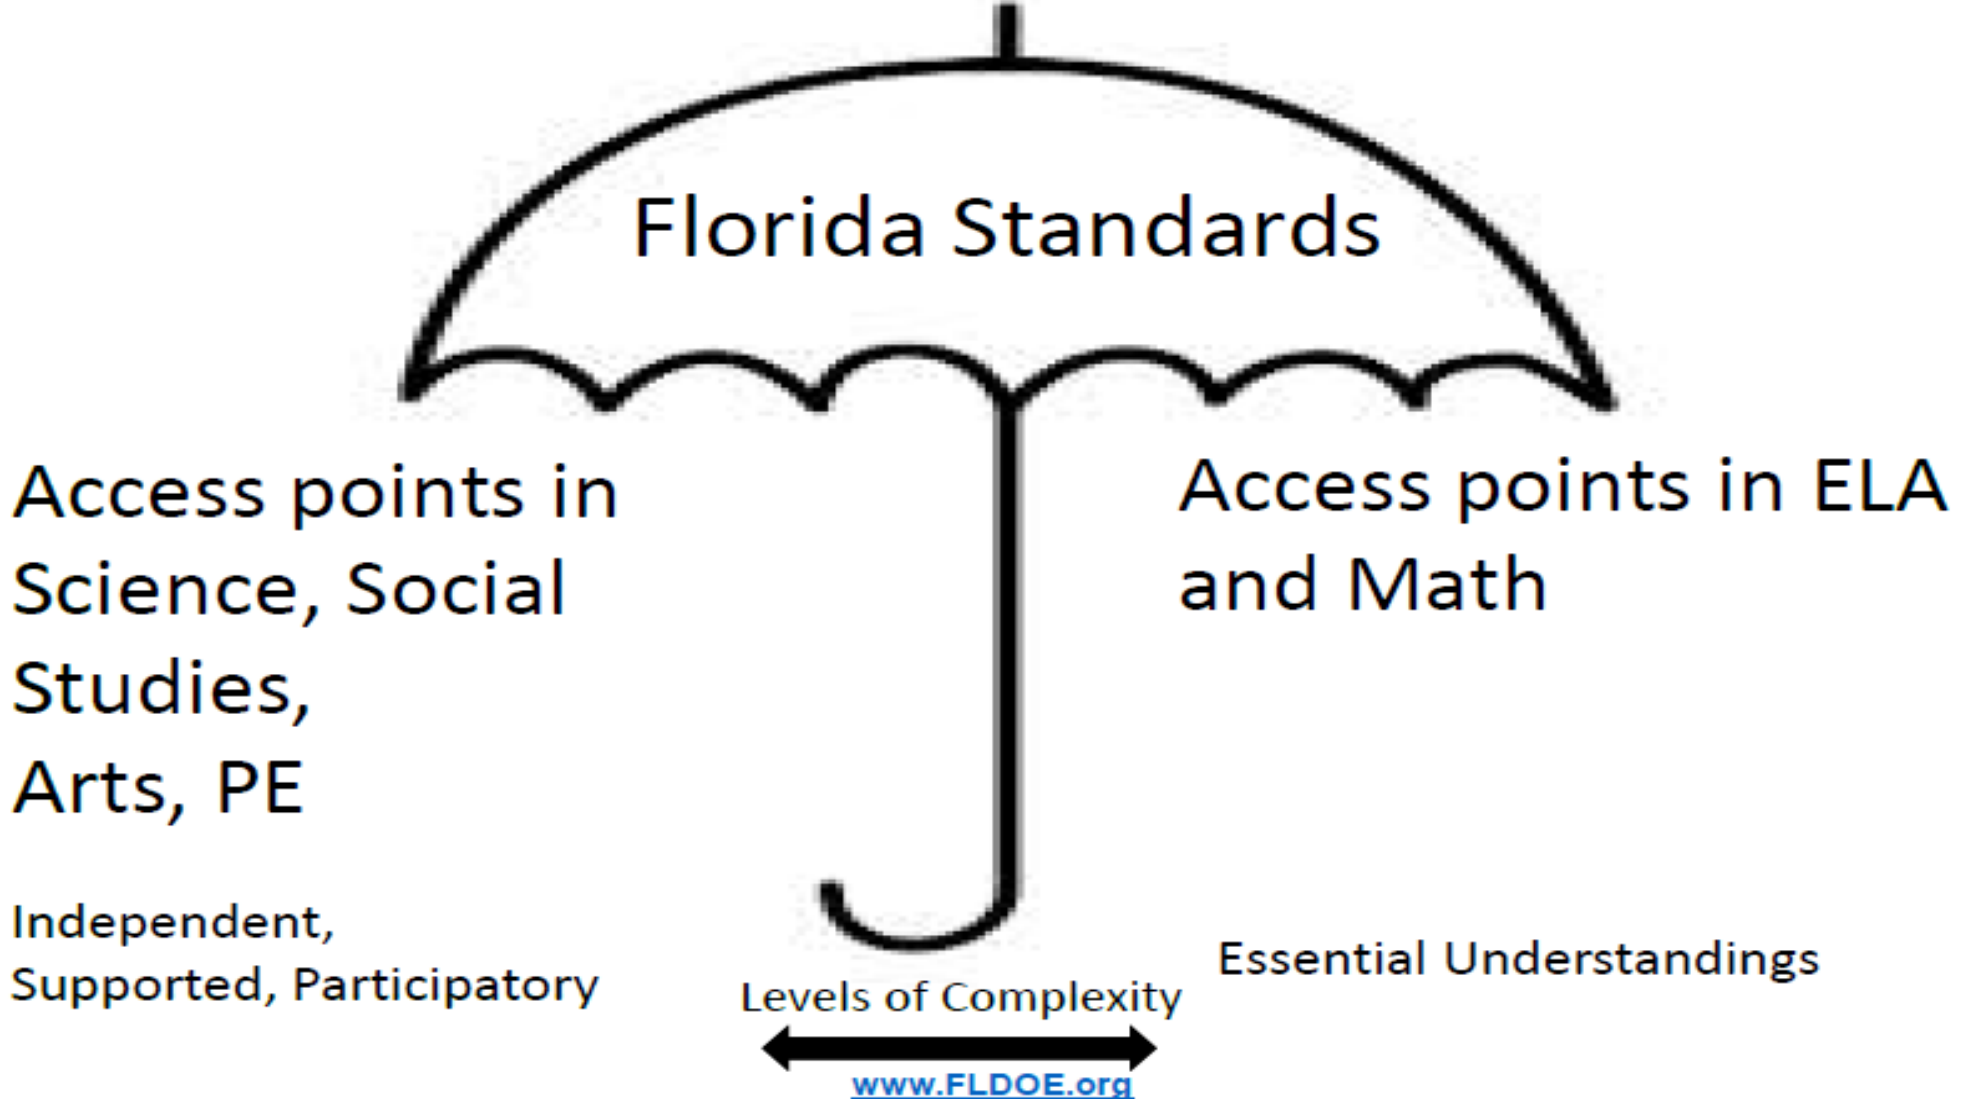 Florida Standards
Access points in
Science, Social
Studies,
Arts, PE
Access points in ELA
and Math
Independent,
Supported, Participatory
Levels of Complexity
Essential Understandings
www.FLDOE.org